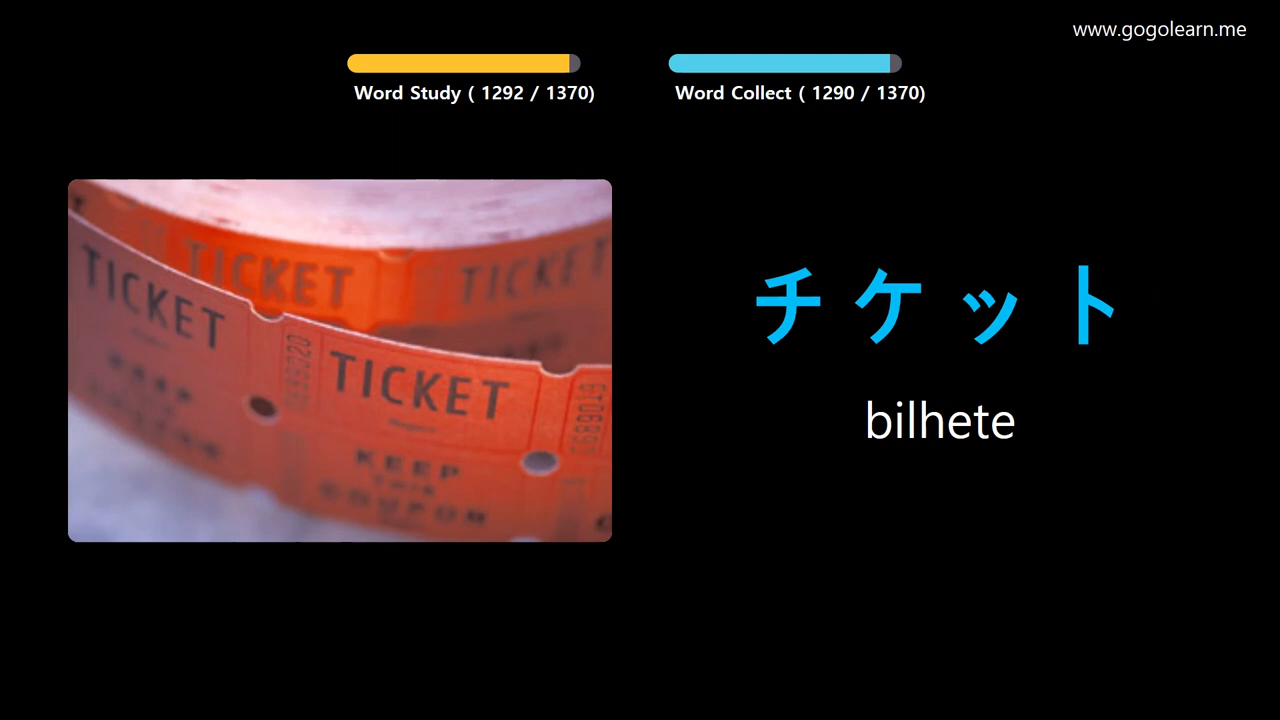 www.gogolearn.me
Word Study ( 1292 / 1370)
Word Collect ( 1290 / 1370)
TICKET
TICKET
TICKET
TICKET
KEEP
チケット
bilhete